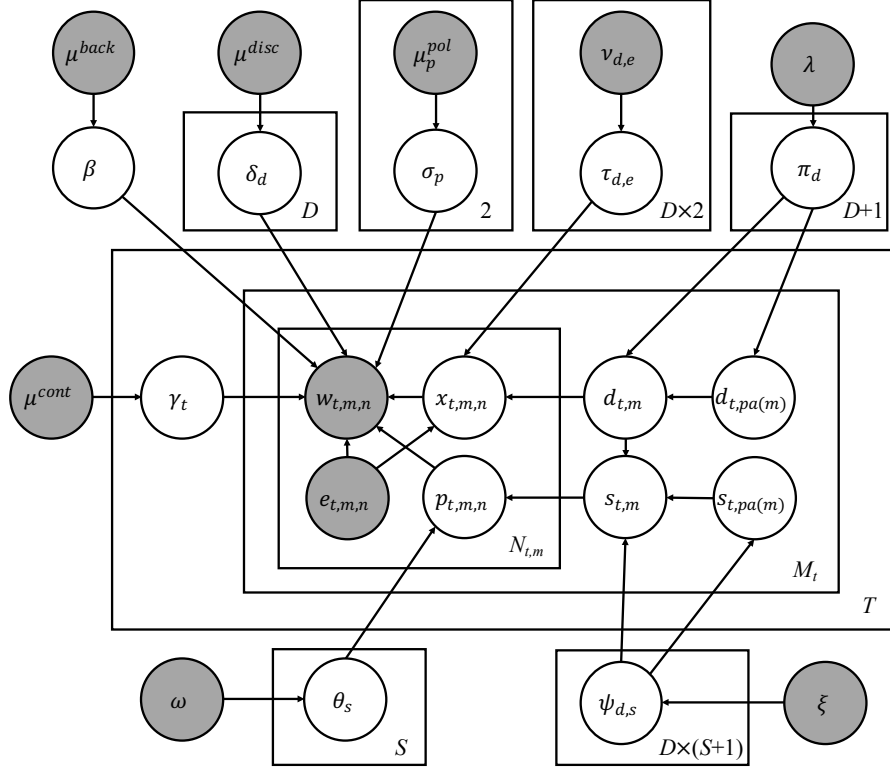 μ^back μ^disc μ_p^pol ν_d,e λ
β δ_d σ_p τ_d,e π_d
D 2 D×2 D+1
μ^cont γ_t w_t,m,n x_t,m,n d_t,m d_t,pa(m)
e_t,m,n p_t,m,n s_t,m s_t,pa(m)
N_t,m
M_t
T
ω θ_s ψ_d,s ξ
S D×(S+1)